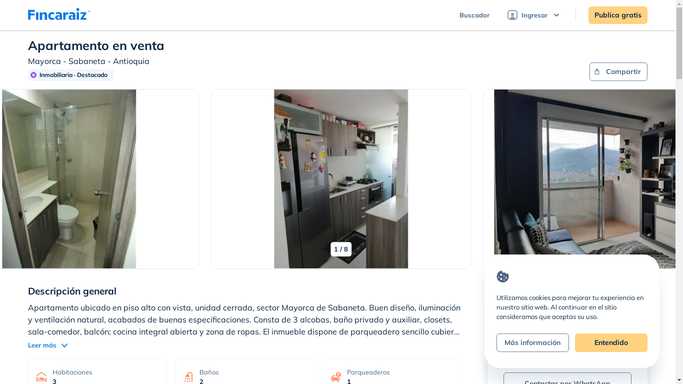 Fincaraiz
Buscador
Ingresar
Publica gratis
Apartamento en venta
Mayorca - Sabaneta - Antioquia
Inmobiliaria · Destacado
Compartir
1 / 8
Descripción general
Apartamento ubicado en piso alto con vista, unidad cerrada, sector Mayorca de Sabaneta. Buen diseño, iluminación
y ventilación natural, acabados de buenas especificaciones. Consta de 3 alcobas, baño privado y auxiliar, closets,
sala-comedor, balcón; cocina integral abierta y zona de ropas. El inmueble dispone de parqueadero sencillo cubier...
Leer más
Habitaciones
3
Baños
2
Parqueaderos
1
Utilizamos cookies para mejorar tu experiencia en
nuestro sitio web. Al continuar en el sitio
consideramos que aceptas su uso.
Más información
Entendido
Contactar por WhatsApp